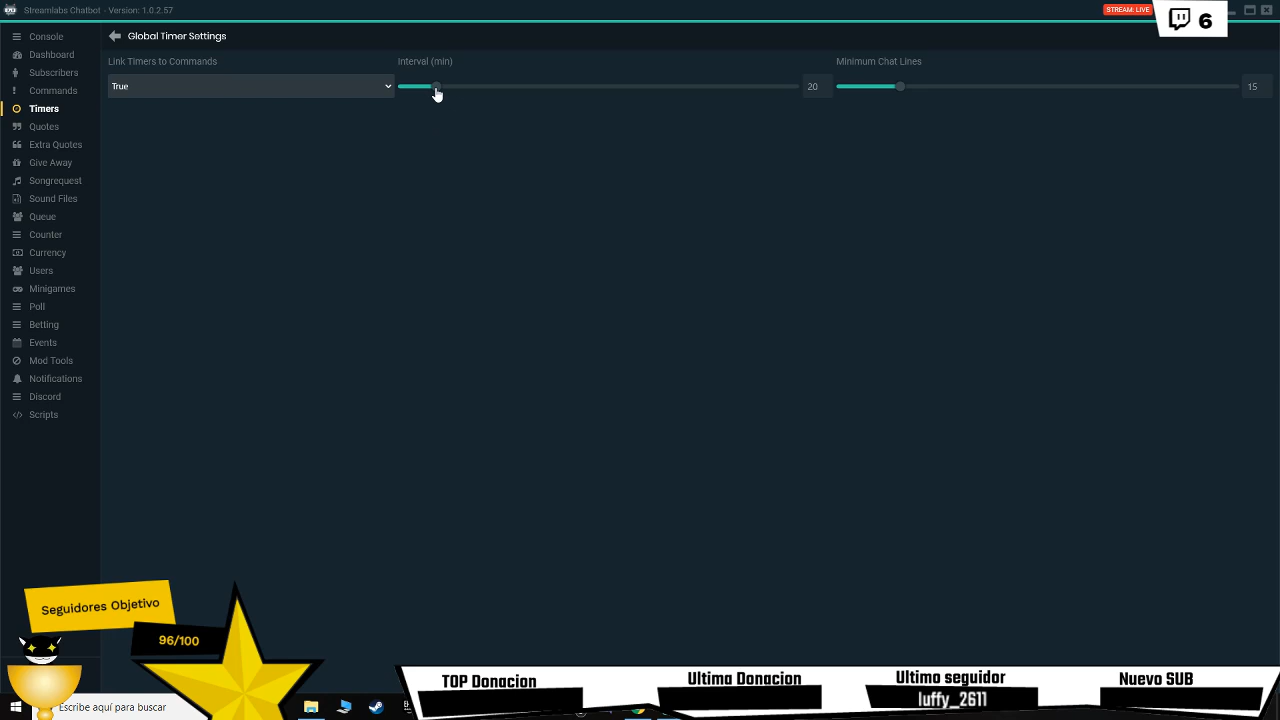 Streamlabs Chatbot - Version: 1.0.2.57
STREAM: LIVE
6
Console
Dashboard
Subscribers
Commands
Timers
Quotes
Extra Quotes
Give Away
Songrequest
Sound Files
Queue
Counter
Currency
Users
Minigames
Poll
Betting
Events
Mod Tools
Notifications
Discord
Scripts
Global Timer Settings
Link Timers to Commands
True
Interval (min)
20
Minimum Chat Lines
15
Seguidores Objetivo
96/100
Escribe aquí para buscar
TOP Donacion
Ultima Donacion
Ultimo seguidor
luffy_2611
Nuevo SUB